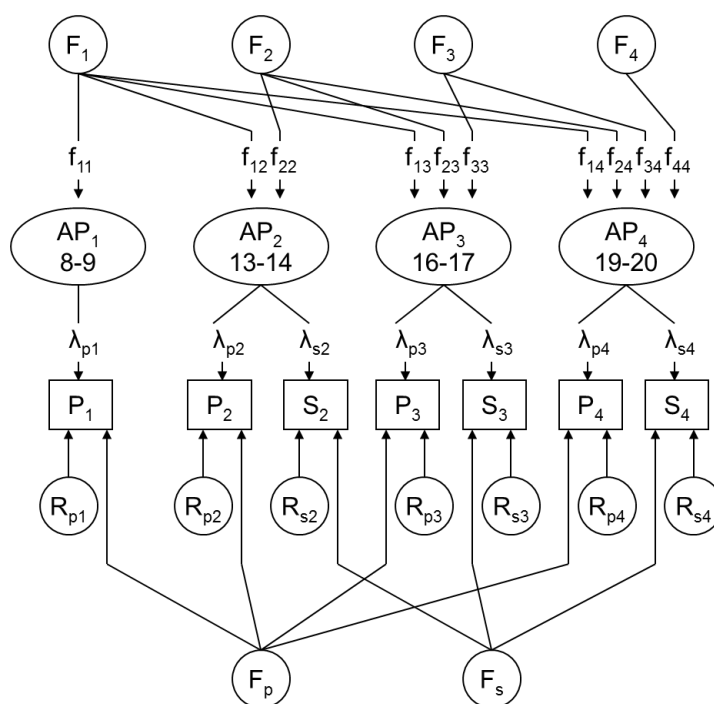 F1 F2 F3 F4
f11 f12 f22 f13 f23 f33 f14 f24 f34 f44
AP1 AP2 AP3 AP4
8-9 13-14 16-17 19-20
λp1 λp2 λs2 λp3 λs3 λp4 λs4
P1 P2 S2 P3 S3 P4 S4
Rp1 Rp2 Rs2 Rp3 Rs3 Rp4 Rs4
Fp Fs